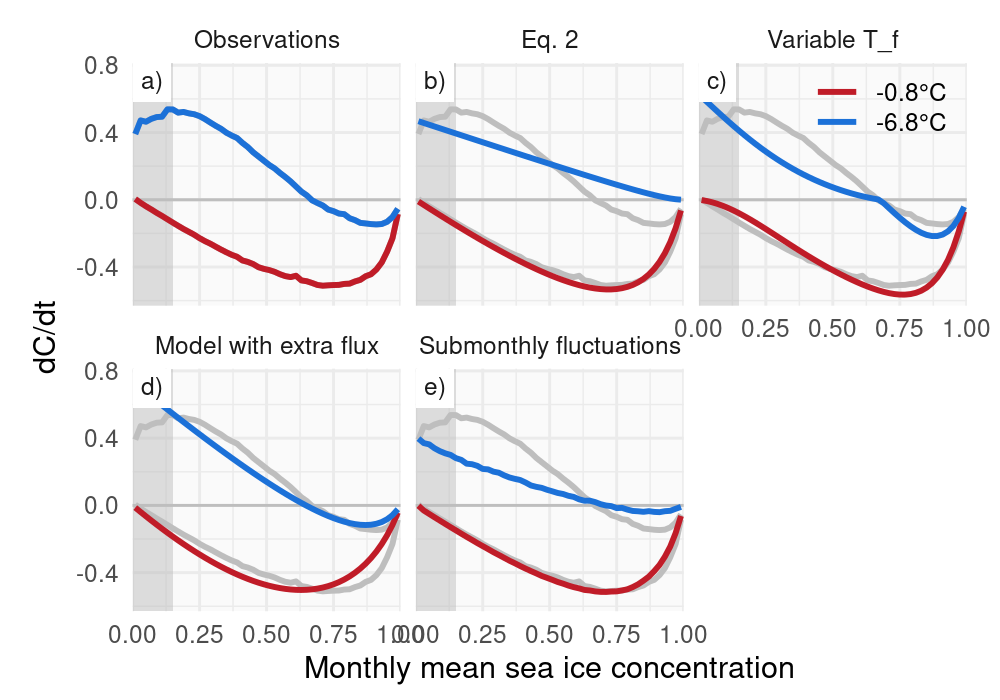 Observations
Eq. 2
Variable T_f
a)
b)
c)
-0.8°C
-6.8°C
0.8
0.4
0.0
-0.4
0.00 0.25 0.50 0.75 1.00
Model with extra flux
Submonthly fluctuations
d)
e)
0.8
0.4
0.0
-0.4
0.00 0.25 0.50 0.75 1.00
0.00 0.25 0.50 0.75 1.00
dC/dt
Monthly mean sea ice concentration